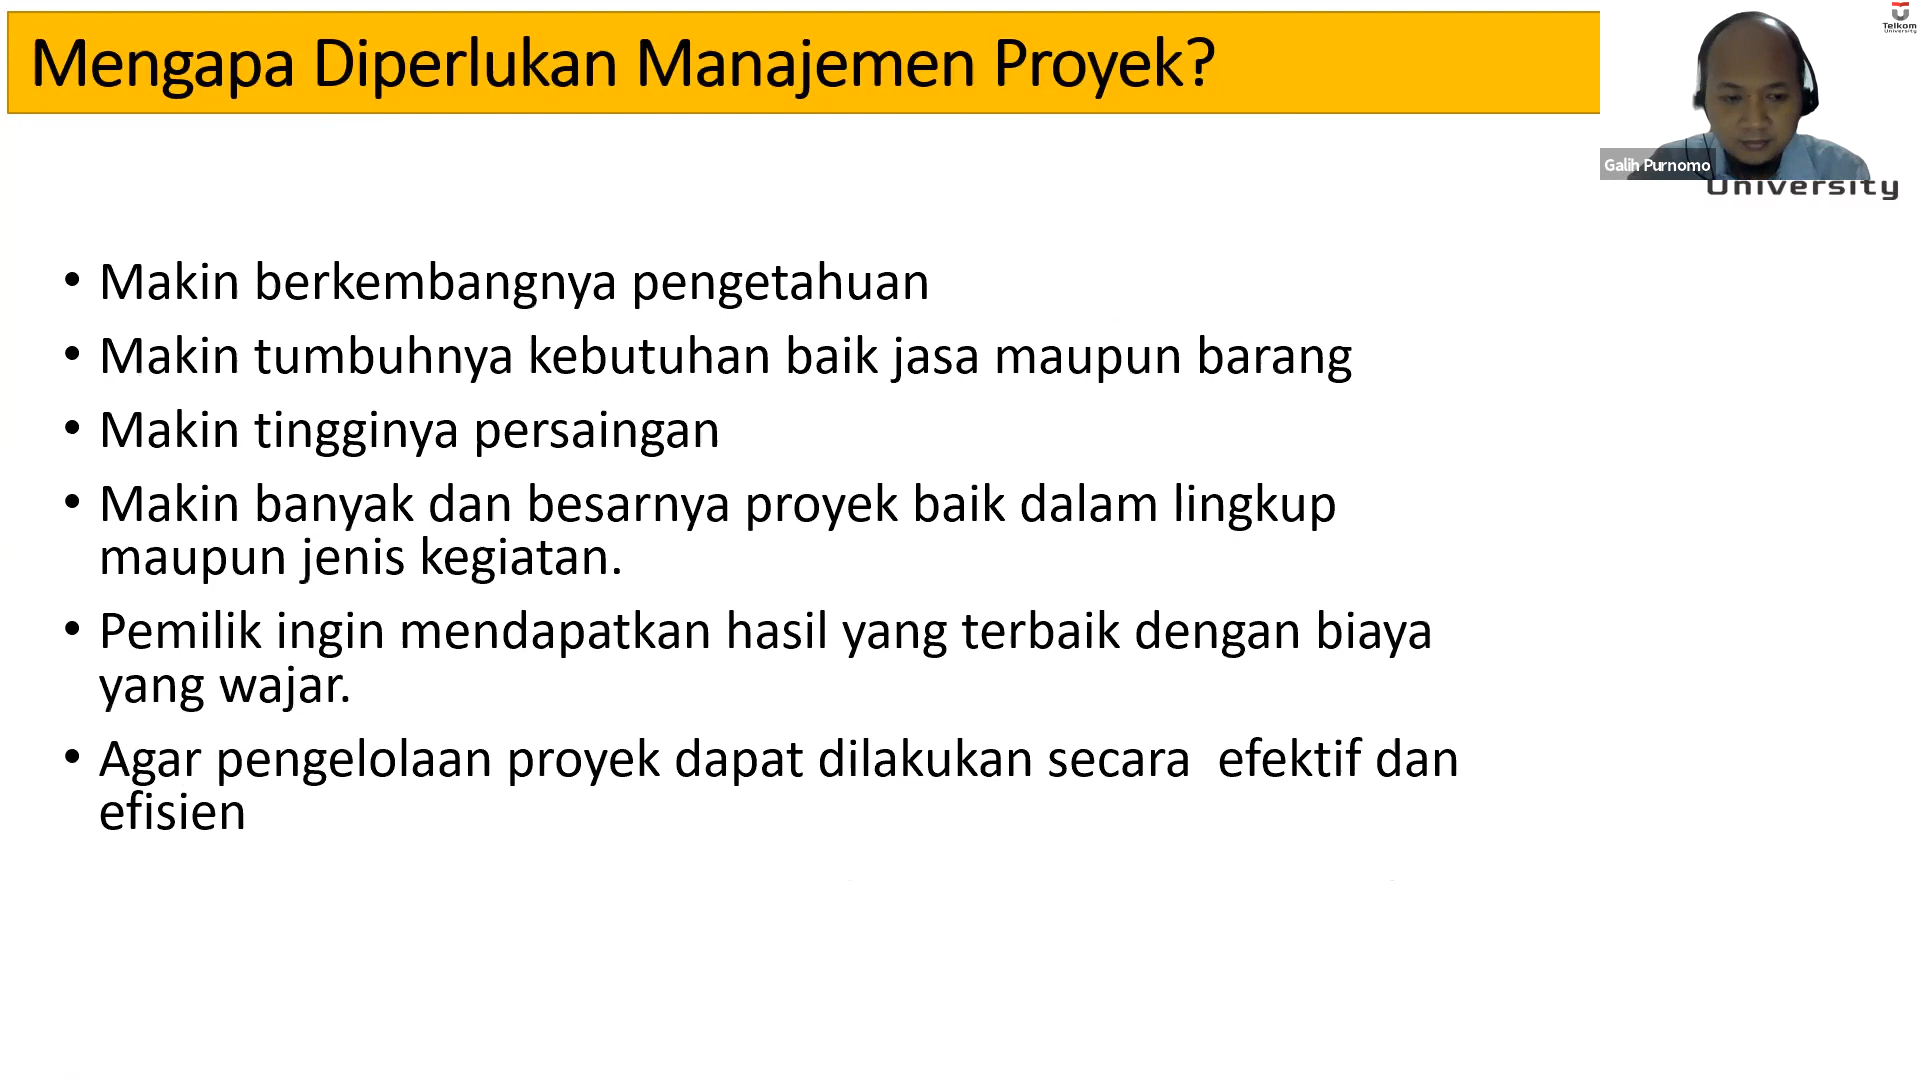 Mengapa Diperlukan Manajemen Proyek?
Telkom
University
Galih Purnomo
University
• Makin berkembangnya pengetahuan
• Makin tumbuhnya kebutuhan baik jasa maupun barang
• Makin tingginya persaingan
• Makin banyak dan besarnya proyek baik dalam lingkup
maupun jenis kegiatan.
• Pemilik ingin mendapatkan hasil yang terbaik dengan biaya
yang wajar.
• Agar pengelolaan proyek dapat dilakukan secara  efektif dan
efisien